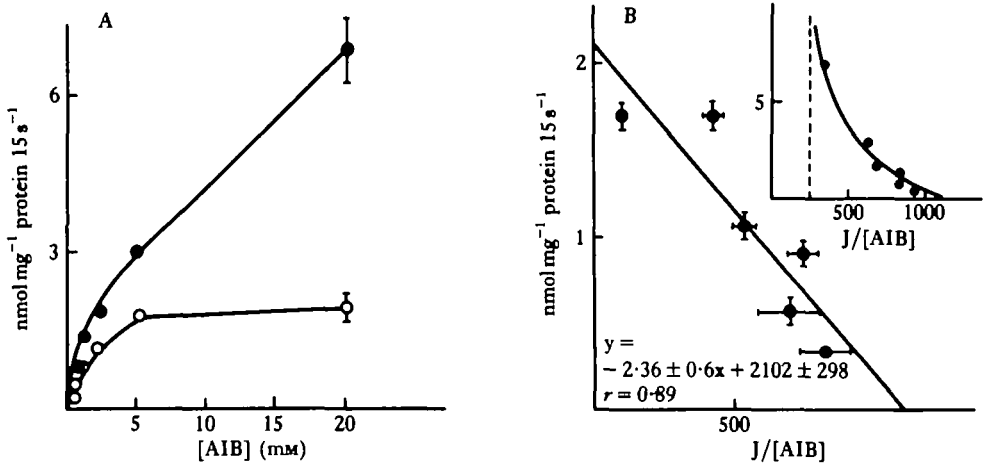 A
nmol mg⁻¹ protein 15 s⁻¹
6
3
5
10
15
20
[AIB] (mM)
B
nmol mg⁻¹ protein 15 s⁻¹
2
1
y =
− 2·36 ± 0·6x + 2102 ± 298
r = 0·89
500
J/[AIB]
5
500
1000
J/[AIB]